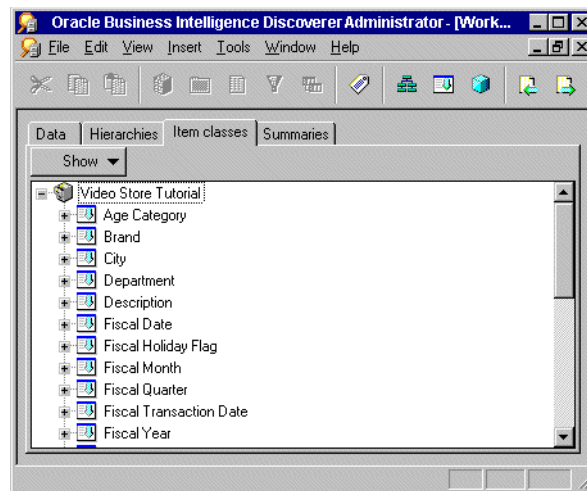 Oracle Business Intelligence Discoverer Administrator - [Work...
File Edit View Insert Tools Window Help
Data Hierarchies Item classes Summaries
Show
Video Store Tutorial
Age Category
Brand
City
Department
Description
Fiscal Date
Fiscal Holiday Flag
Fiscal Month
Fiscal Quarter
Fiscal Transaction Date
Fiscal Year